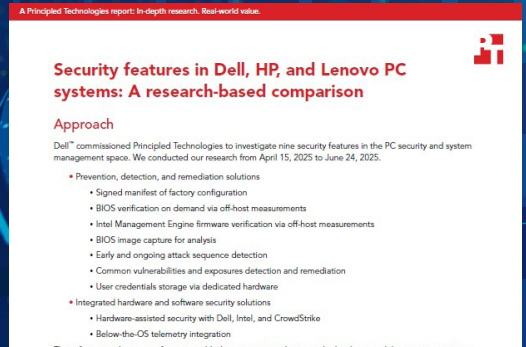 A Principled Technologies report: In-depth research. Real-world value.
Security features in Dell, HP, and Lenovo PC
systems: A research-based comparison
Approach
Dell™ commissioned Principled Technologies to investigate nine security features in the PC security and system
management space. We conducted our research from April 15, 2025 to June 24, 2025.
• Prevention, detection, and remediation solutions
• Signed manifest of factory configuration
• BIOS verification on demand via off-host measurements
• Intel Management Engine firmware verification via off-host measurements
• BIOS image capture for analysis
• Early and ongoing attack sequence detection
• Common vulnerabilities and exposures detection and remediation
• User credentials storage via dedicated hardware
• Integrated hardware and software security solutions
• Hardware-assisted security with Dell, Intel, and CrowdStrike
• Below-the-OS telemetry integration